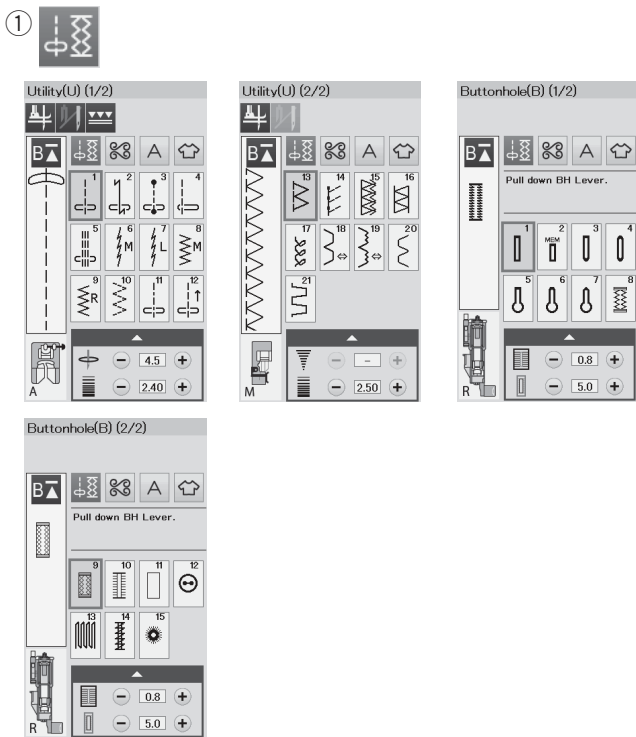 ①
Utility(U) (1/2)
B A
1 2 3 4
5 6 M 7 L 8 M
9 R 10 11 12
4.5
A
2.40
Utility(U) (2/2)
B A
13 14 15 16
17 18 19 20
21
-
M
2.50
Buttonhole(B) (1/2)
B A
Pull down BH Lever.
1 2 MEM 3 4
5 6 7 8
0.8
R
5.0
Buttonhole(B) (2/2)
B A
Pull down BH Lever.
9 10 11 12
13 14 15
0.8
R
5.0